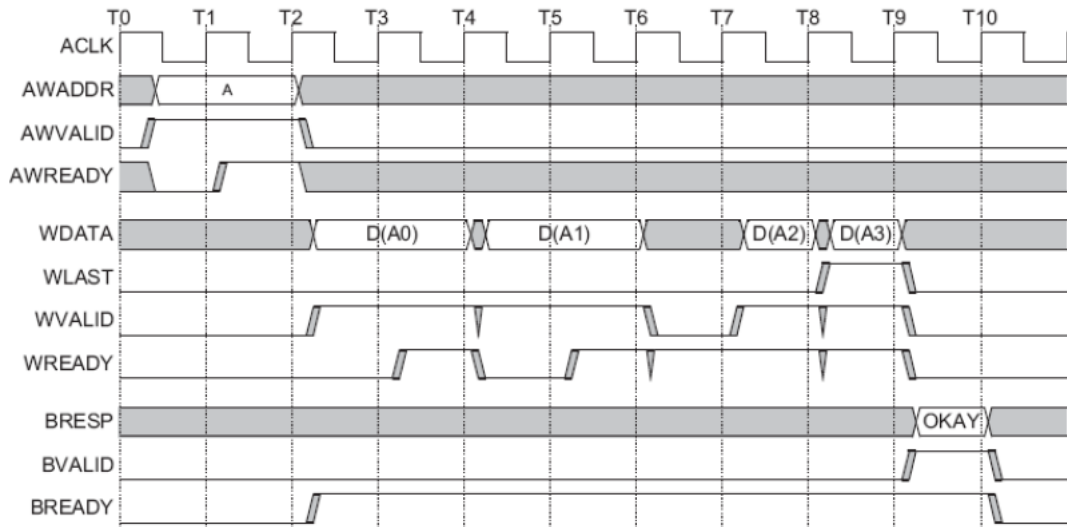 T0 T1 T2 T3 T4 T5 T6 T7 T8 T9 T10
ACLK
AWADDR A
AWVALID
AWREADY
WDATA D(A0) D(A1) D(A2) D(A3)
WLAST
WVALID
WREADY
BRESP OKAY
BVALID
BREADY